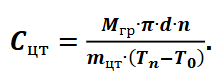 C_цт = (M_гр·π·d·n) / (m_цт·(T_n−T_0)).